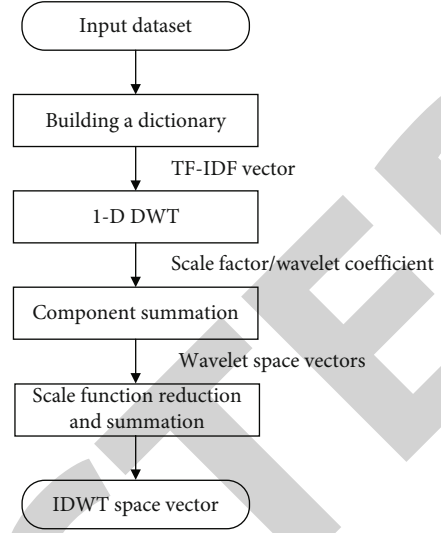 Input dataset
Building a dictionary
TF-IDF vector
1-D DWT
Scale factor/wavelet coefficient
Component summation
Wavelet space vectors
Scale function reduction
and summation
IDWT space vector